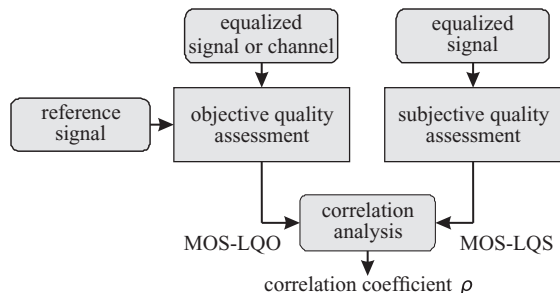 equalized
signal or channel
equalized
signal
reference
signal
objective quality
assessment
subjective quality
assessment
MOS-LQO
correlation
analysis
MOS-LQS
correlation coefficient ρ